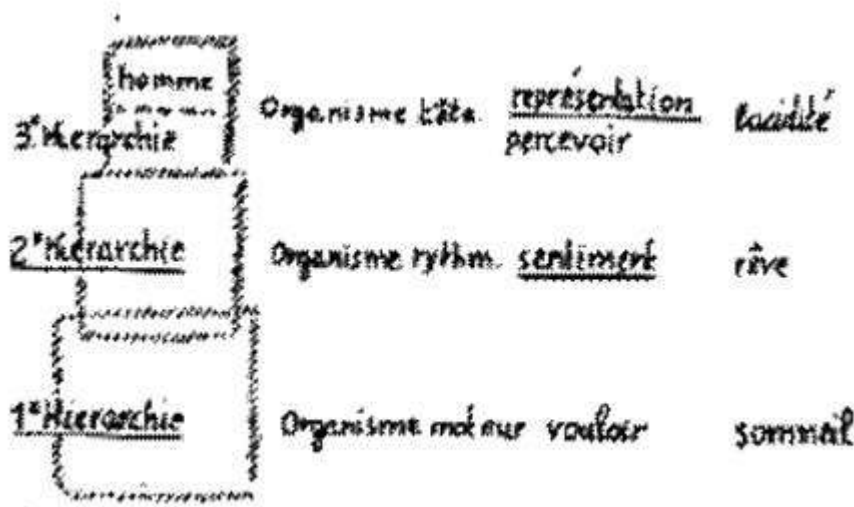 homme
3e Hierarchie Organisme tête représentation lucidité
percevoir
2e Hierarchie Organisme rythm. sentiment rêve
1e Hierarchie Organisme moteur vouloir sommeil